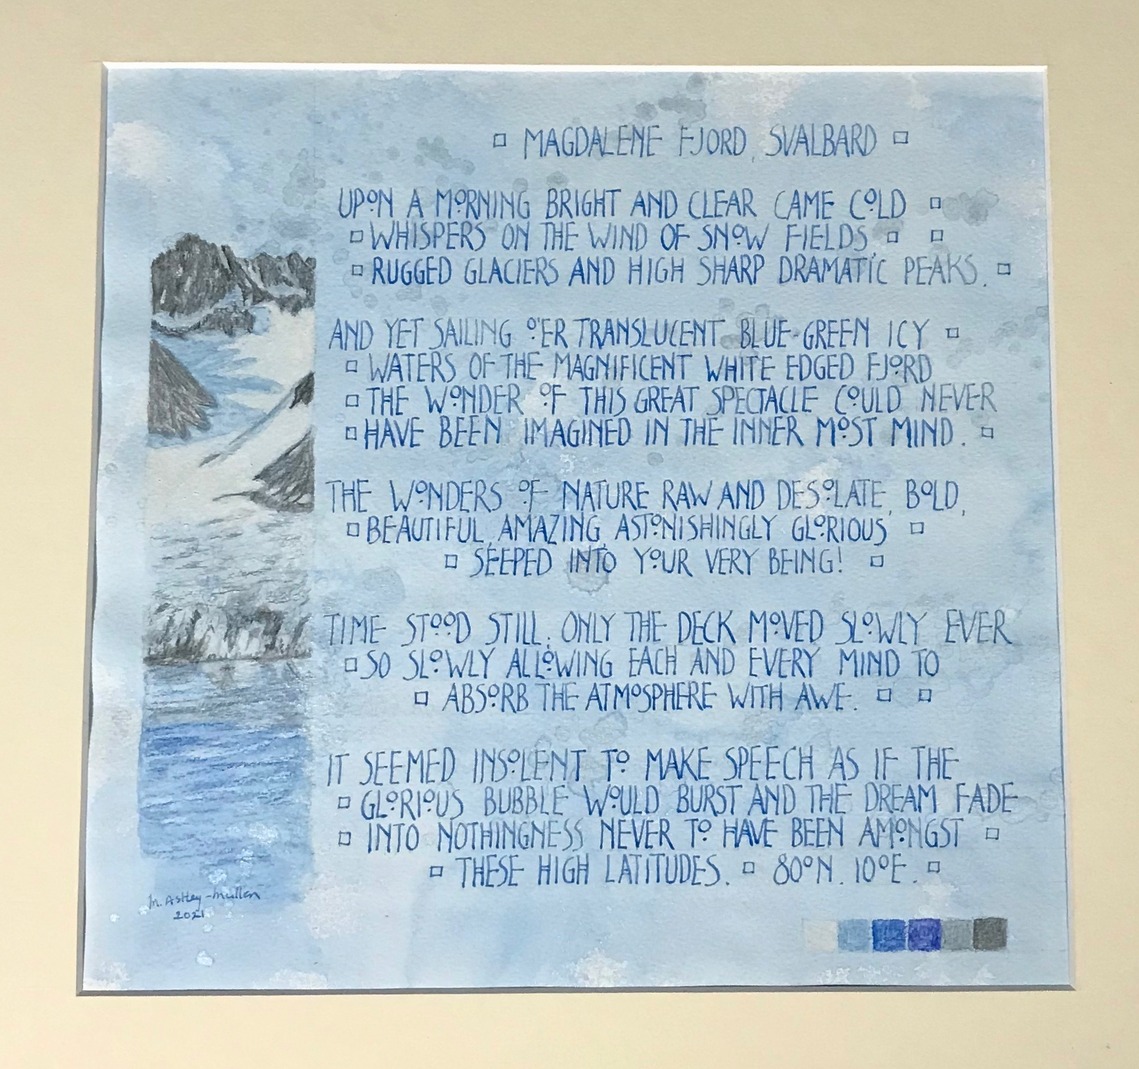 ▫ MAGDALENE FJORD, SVALBARD ▫
UPON A MORNING BRIGHT AND CLEAR CAME COLD ▫
▫ WHISPERS ON THE WIND OF SNOW FIELDS ▫ ▫
▫ RUGGED GLACIERS AND HIGH SHARP DRAMATIC PEAKS. ▫
AND YET SAILING O'ER TRANSLUCENT BLUE-GREEN ICY ▫
▫ WATERS OF THE MAGNIFICENT WHITE EDGED FJORD
▫ THE WONDER OF THIS GREAT SPECTACLE COULD NEVER
▫ HAVE BEEN IMAGINED IN THE INNER MOST MIND. ▫
THE WONDERS OF NATURE RAW AND DESOLATE, BOLD,
▫ BEAUTIFUL, AMAZING, ASTONISHINGLY GLORIOUS ▫
▫ SEEPED INTO YOUR VERY BEING! ▫
TIME STOOD STILL; ONLY THE DECK MOVED SLOWLY EVER
▫ SO SLOWLY ALLOWING EACH AND EVERY MIND TO
▫ ABSORB THE ATMOSPHERE WITH AWE. ▫ ▫
IT SEEMED INSOLENT TO MAKE SPEECH AS IF THE
▫ GLORIOUS BUBBLE WOULD BURST AND THE DREAM FADE
▫ INTO NOTHINGNESS NEVER TO HAVE BEEN AMONGST ▫
▫ THESE HIGH LATITUDES. ▫ 80°N. 10°E. ▫
M. Astley-Mullen
2021